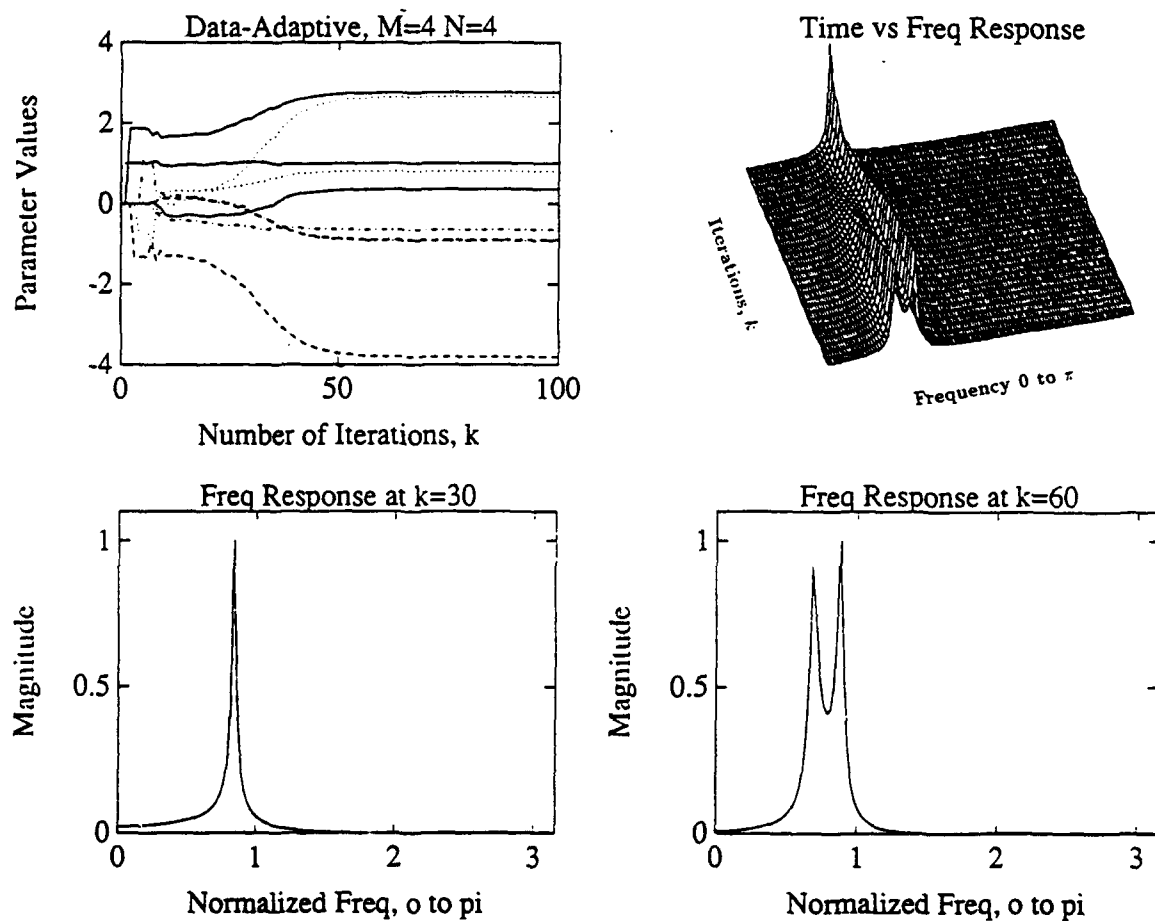 Data-Adaptive, M=4 N=4
4
2
0
-2
-4
0
50
100
Parameter Values
Number of Iterations, k
Time vs Freq Response
Iterations, k
Frequency 0 to π
Freq Response at k=30
1
0.5
0
0
1
2
3
Magnitude
Normalized Freq, o to pi
Freq Response at k=60
1
0.5
0
0
1
2
3
Magnitude
Normalized Freq, o to pi